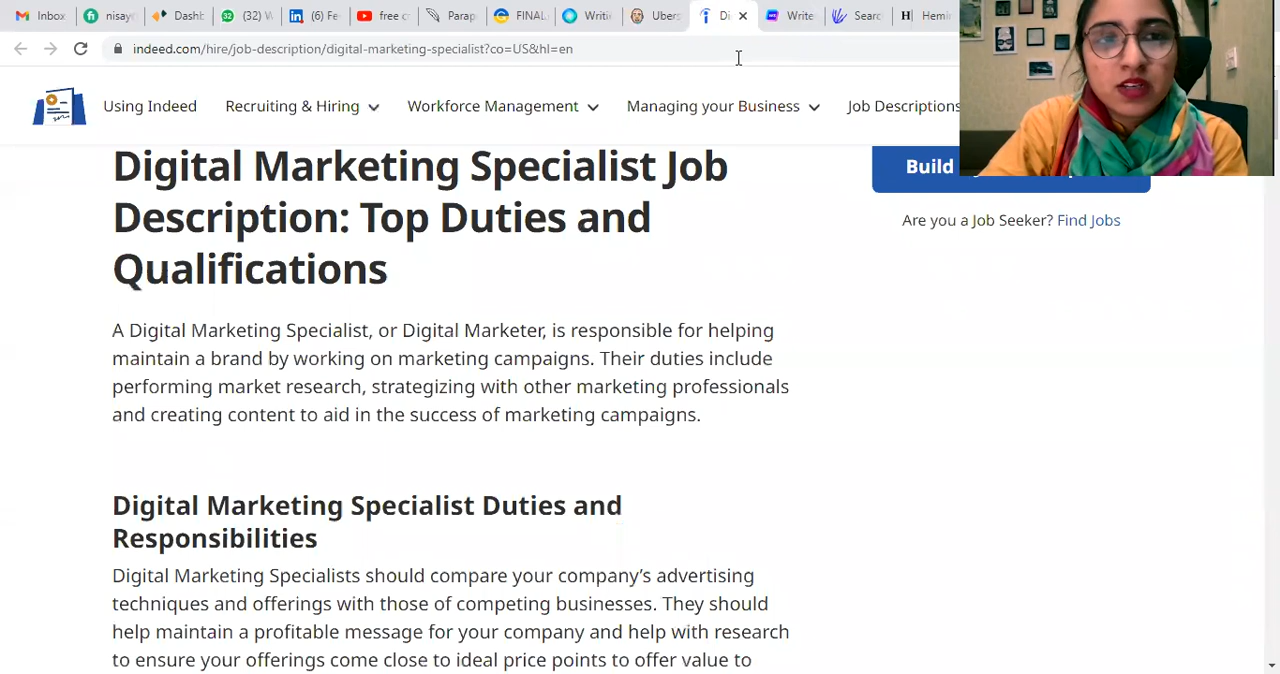 Inbox nisay Dashb (32) W (6) Fe free c Parap FINAL Writi Ubers Di Write Searc Hemin
indeed.com/hire/job-description/digital-marketing-specialist?co=US&hl=en
Using Indeed Recruiting & Hiring Workforce Management Managing your Business Job Descriptions
Digital Marketing Specialist Job
Description: Top Duties and
Qualifications
Build
Are you a Job Seeker? Find Jobs
A Digital Marketing Specialist, or Digital Marketer, is responsible for helping
maintain a brand by working on marketing campaigns. Their duties include
performing market research, strategizing with other marketing professionals
and creating content to aid in the success of marketing campaigns.
Digital Marketing Specialist Duties and
Responsibilities
Digital Marketing Specialists should compare your company’s advertising
techniques and offerings with those of competing businesses. They should
help maintain a profitable message for your company and help with research
to ensure your offerings come close to ideal price points to offer value to